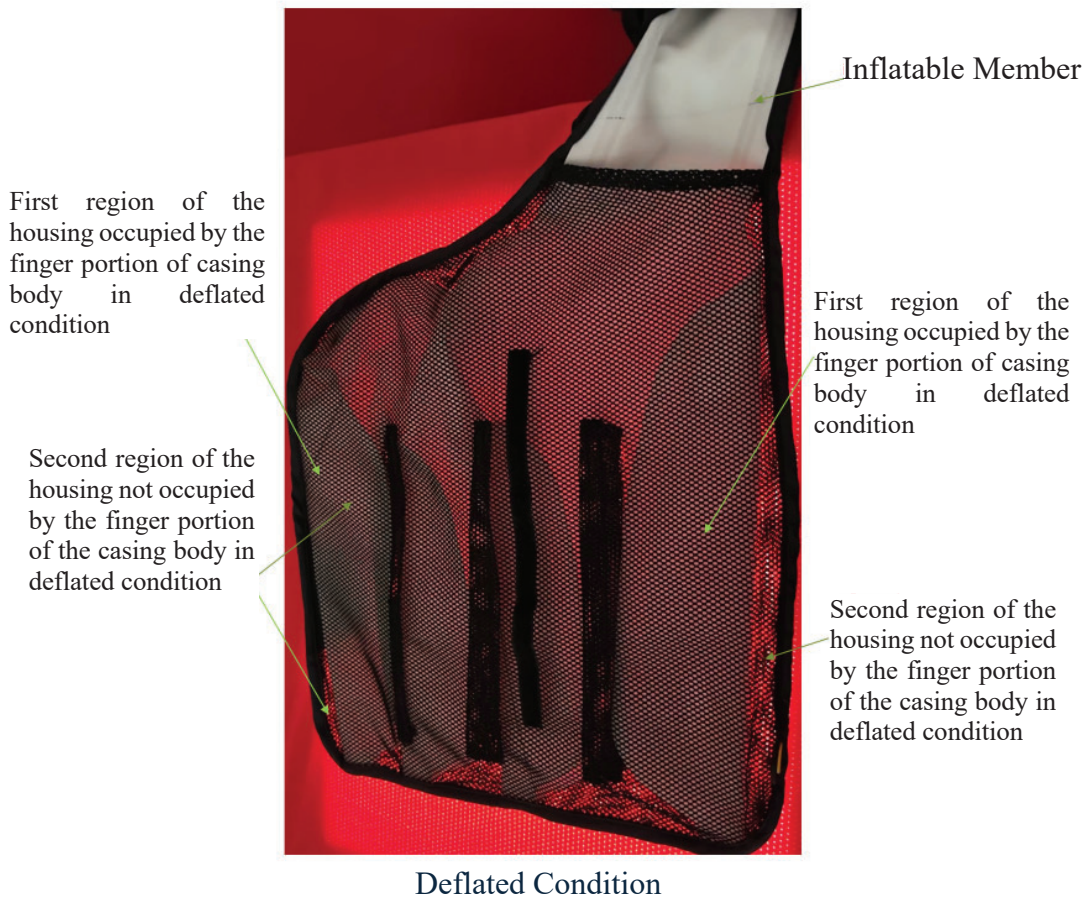 Inflatable Member
First region of the
housing occupied by the
finger portion of casing
body in deflated
condition
First region of the
housing occupied by the
finger portion of casing
body in deflated
condition
Second region of the
housing not occupied
by the finger portion
of the casing body in
deflated condition
Second region of the
housing not occupied
by the finger portion
of the casing body in
deflated condition
Deflated Condition